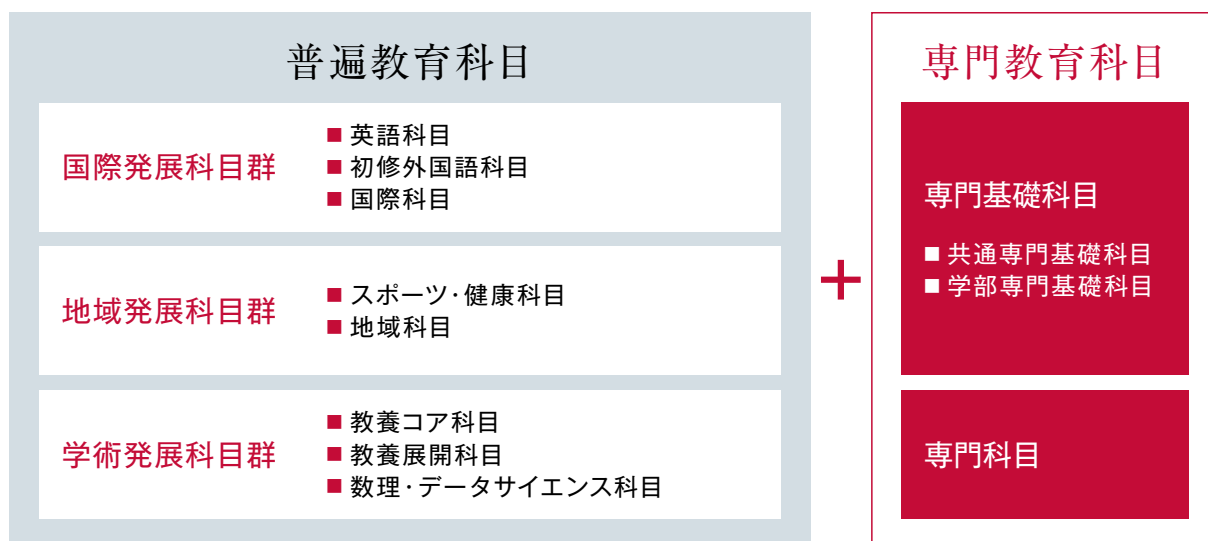 普遍教育科目
国際発展科目群
■ 英語科目
■ 初修外国語科目
■ 国際科目
地域発展科目群
■ スポーツ・健康科目
■ 地域科目
学術発展科目群
■ 教養コア科目
■ 教養展開科目
■ 数理・データサイエンス科目
+
専門教育科目
専門基礎科目
■ 共通専門基礎科目
■ 学部専門基礎科目
専門科目